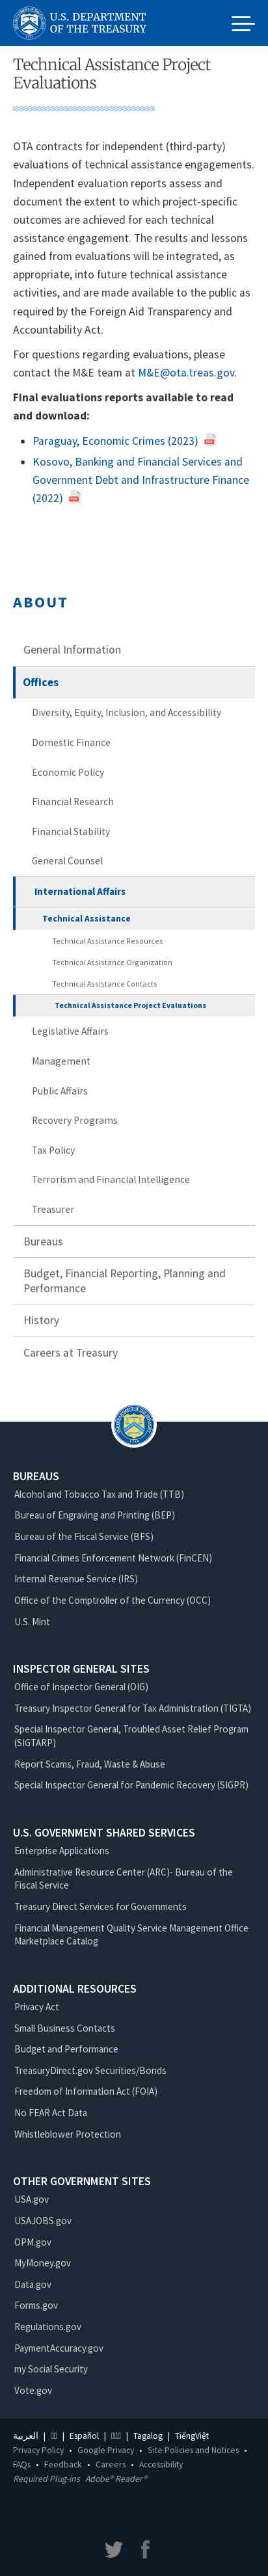 U.S. DEPARTMENT
OF THE TREASURY
Technical Assistance Project
Evaluations
OTA contracts for independent (third-party)
evaluations of technical assistance engagements.
Independent evaluation reports assess and
document the extent to which project-specific
outcomes are achieved for each technical
assistance engagement. The results and lessons
gained from evaluations will be integrated, as
appropriate, into future technical assistance
activities, and are made available to the public as
required by the Foreign Aid Transparency and
Accountability Act.
For questions regarding evaluations, please
contact the M&E team at M&E@ota.treas.gov.
Final evaluations reports available to read
and download:
• Paraguay, Economic Crimes (2023)
• Kosovo, Banking and Financial Services and
Government Debt and Infrastructure Finance
(2022)
ABOUT
General Information
Offices
Diversity, Equity, Inclusion, and Accessibility
Domestic Finance
Economic Policy
Financial Research
Financial Stability
General Counsel
International Affairs
Technical Assistance
Technical Assistance Resources
Technical Assistance Organization
Technical Assistance Contacts
Technical Assistance Project Evaluations
Legislative Affairs
Management
Public Affairs
Recovery Programs
Tax Policy
Terrorism and Financial Intelligence
Treasurer
Bureaus
Budget, Financial Reporting, Planning and
Performance
History
Careers at Treasury
BUREAUS
Alcohol and Tobacco Tax and Trade (TTB)
Bureau of Engraving and Printing (BEP)
Bureau of the Fiscal Service (BFS)
Financial Crimes Enforcement Network (FinCEN)
Internal Revenue Service (IRS)
Office of the Comptroller of the Currency (OCC)
U.S. Mint
INSPECTOR GENERAL SITES
Office of Inspector General (OIG)
Treasury Inspector General for Tax Administration (TIGTA)
Special Inspector General, Troubled Asset Relief Program
(SIGTARP)
Report Scams, Fraud, Waste & Abuse
Special Inspector General for Pandemic Recovery (SIGPR)
U.S. GOVERNMENT SHARED SERVICES
Enterprise Applications
Administrative Resource Center (ARC)- Bureau of the
Fiscal Service
Treasury Direct Services for Governments
Financial Management Quality Service Management Office
Marketplace Catalog
ADDITIONAL RESOURCES
Privacy Act
Small Business Contacts
Budget and Performance
TreasuryDirect.gov Securities/Bonds
Freedom of Information Act (FOIA)
No FEAR Act Data
Whistleblower Protection
OTHER GOVERNMENT SITES
USA.gov
USAJOBS.gov
OPM.gov
MyMoney.gov
Data.gov
Forms.gov
Regulations.gov
PaymentAccuracy.gov
my Social Security
Vote.gov
العربية | | Español | | Tagalog | TiếngViệt
Privacy Policy • Google Privacy • Site Policies and Notices •
FAQs • Feedback • Careers • Accessibility
Required Plug-ins Adobe® Reader®